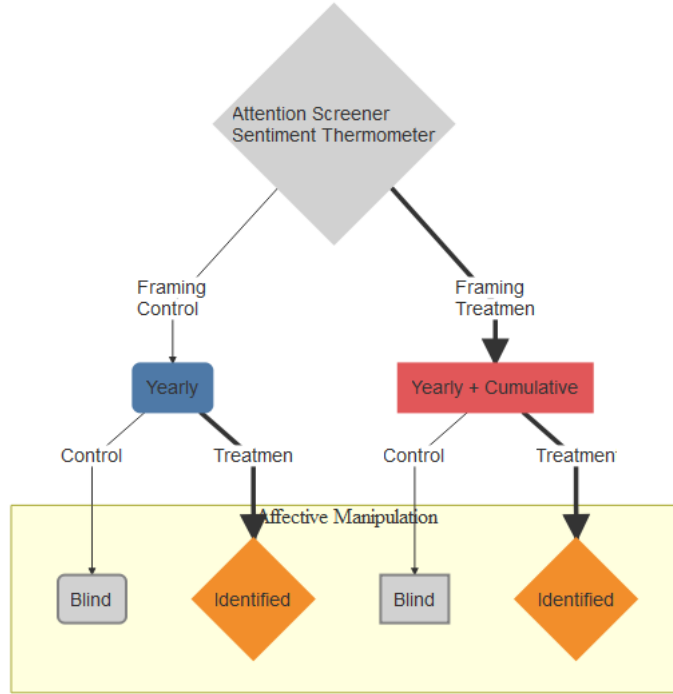 Attention Screener
Sentiment Thermometer
Framing
Control
Framing
Treatmen
Yearly
Yearly + Cumulative
Control
Treatmen
Control
Treatmen
Affective Manipulation
Blind
Identified
Blind
Identified